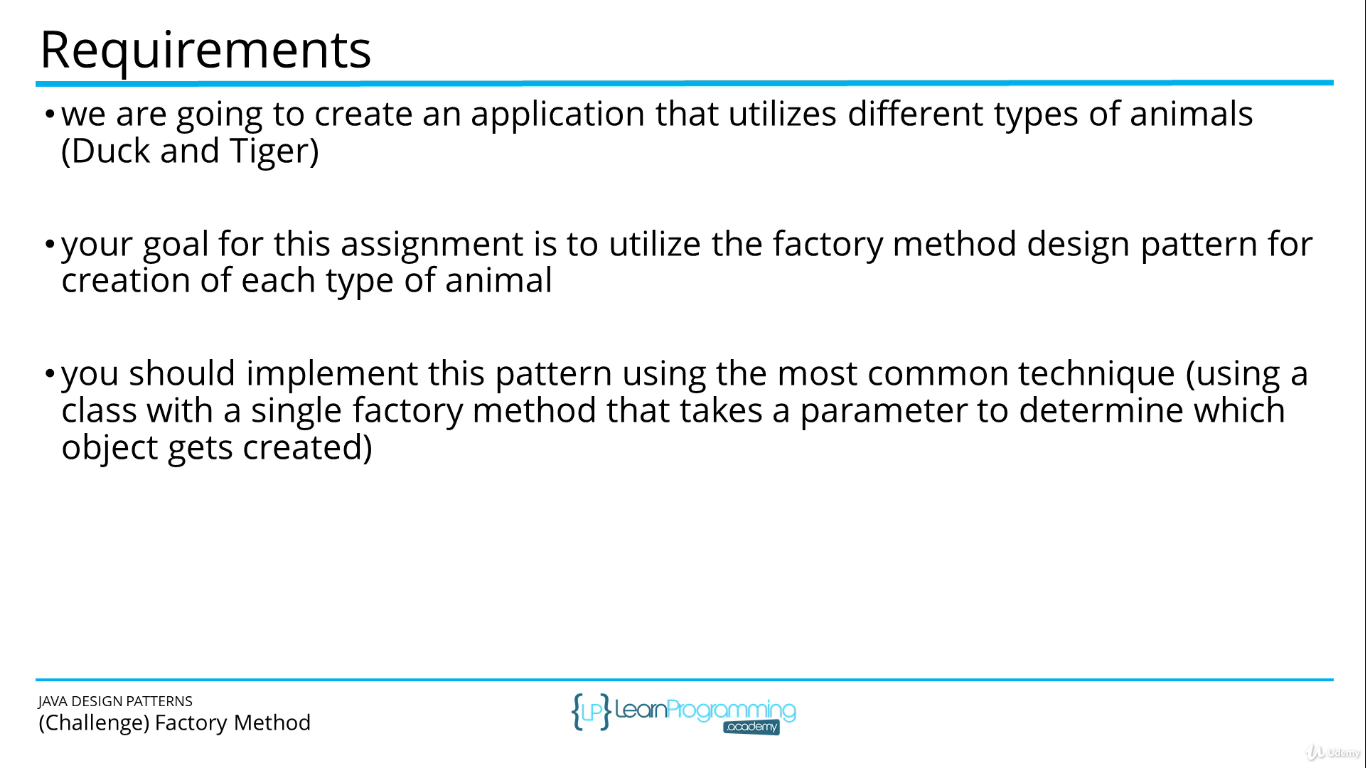 Requirements
• we are going to create an application that utilizes different types of animals
(Duck and Tiger)
• your goal for this assignment is to utilize the factory method design pattern for
creation of each type of animal
• you should implement this pattern using the most common technique (using a
class with a single factory method that takes a parameter to determine which
object gets created)
JAVA DESIGN PATTERNS
(Challenge) Factory Method
{LP} LearnProgramming
.academy
Udemy